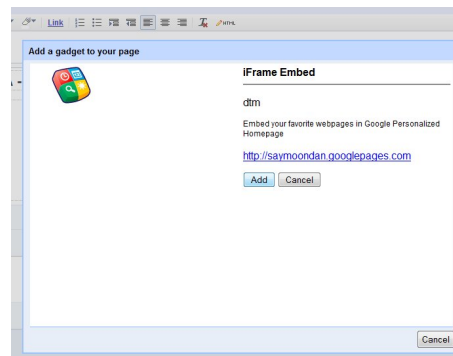 Link HTML
Add a gadget to your page
iFrame Embed
dtm
Embed your favorite webpages in Google Personalized
Homepage
http://saymoondan.googlepages.com
Add Cancel
Cancel